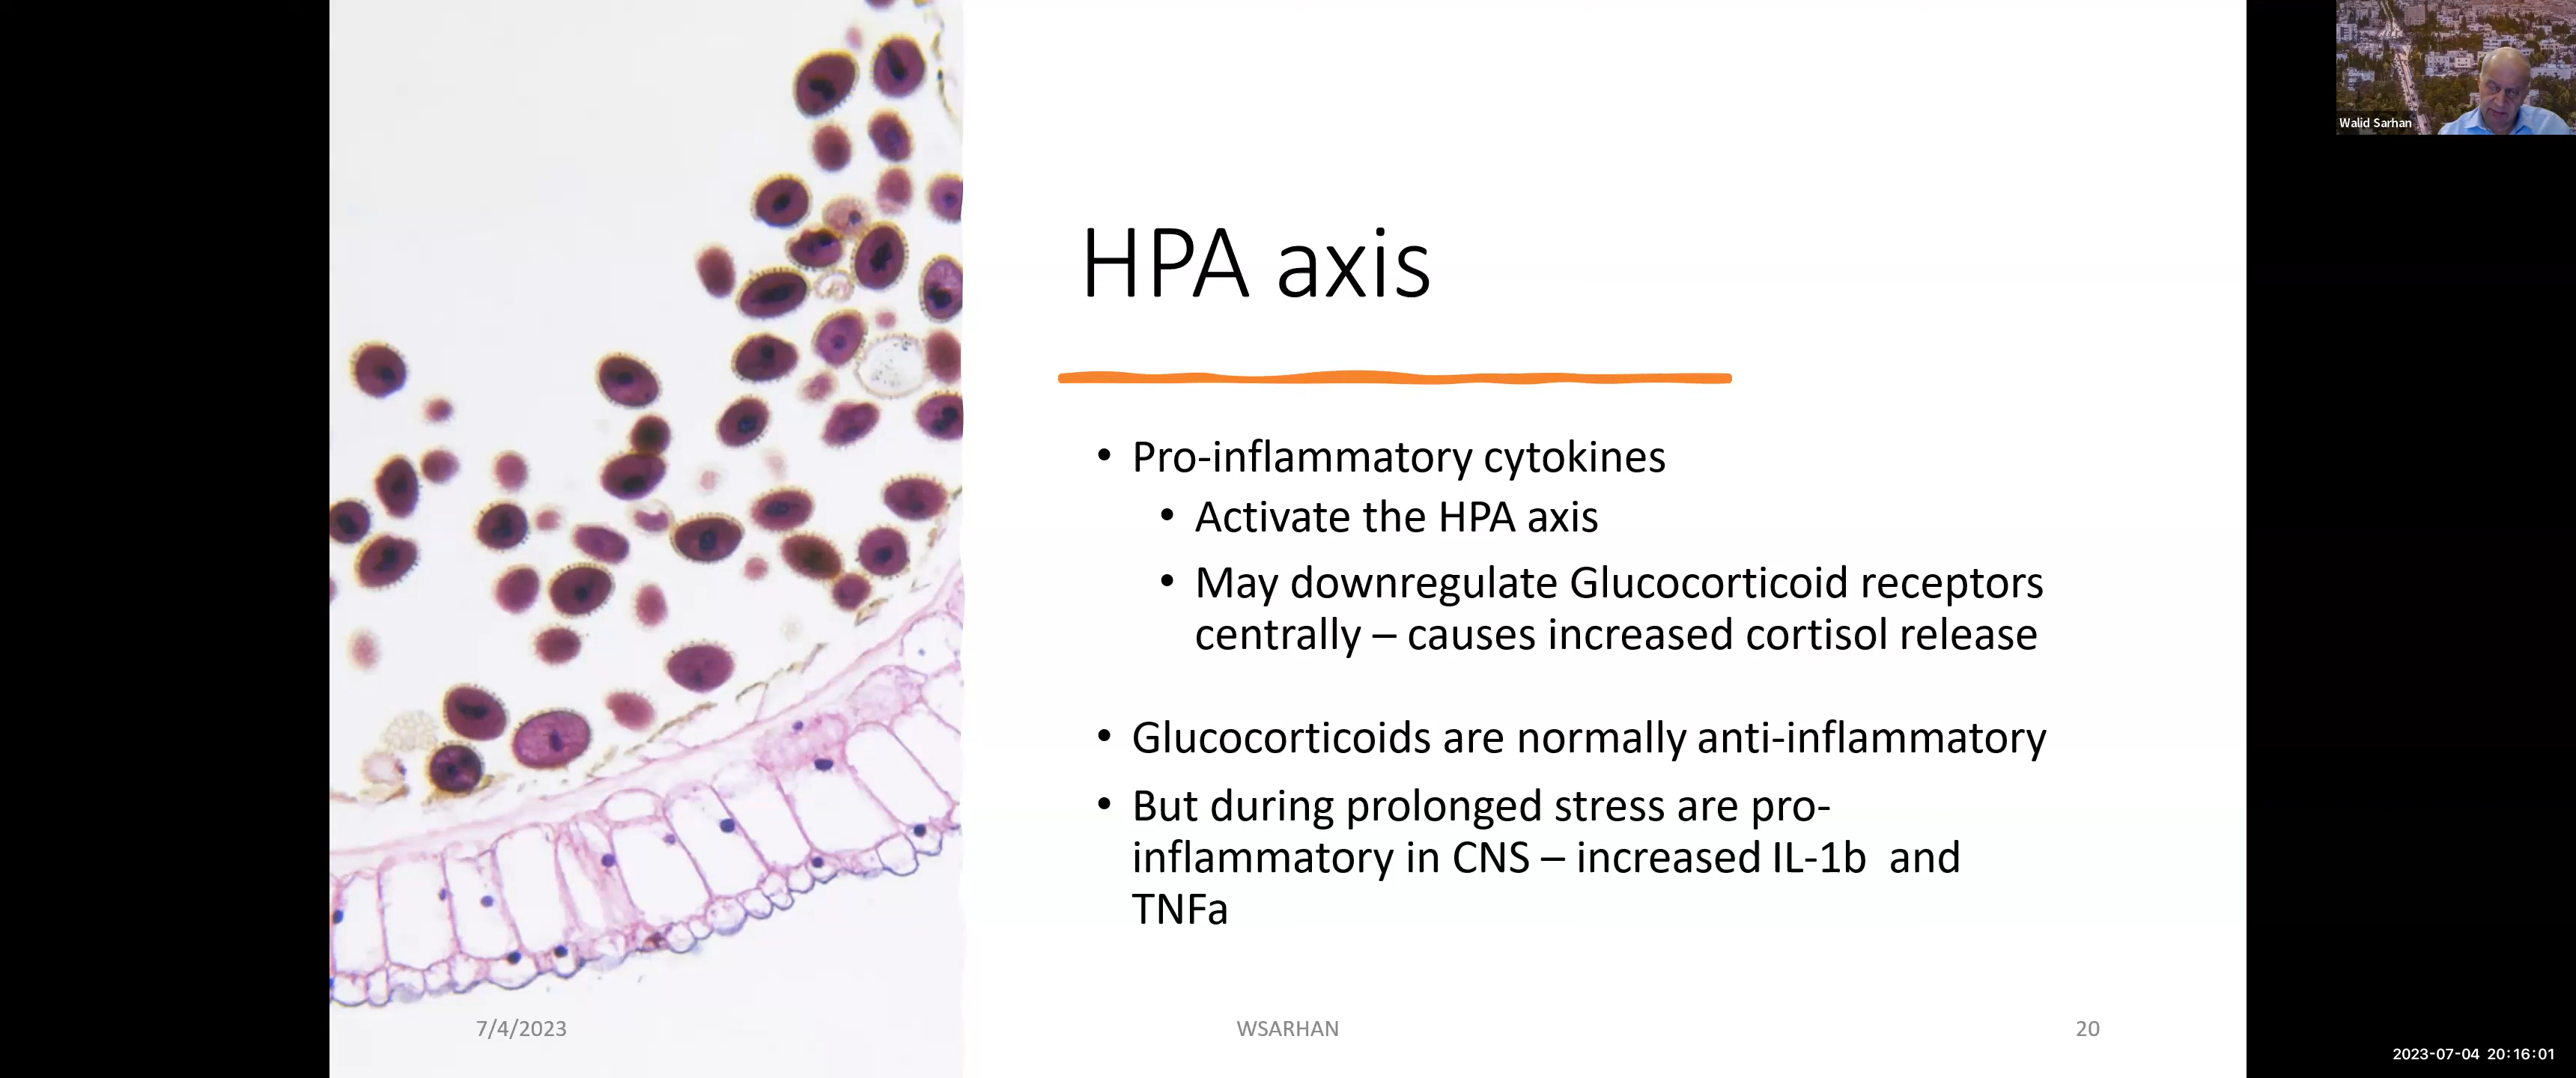 Walid Sarhan
HPA axis
• Pro-inflammatory cytokines
• Activate the HPA axis
• May downregulate Glucocorticoid receptors
centrally – causes increased cortisol release
• Glucocorticoids are normally anti-inflammatory
• But during prolonged stress are pro-
inflammatory in CNS – increased IL-1b  and
TNFa
7/4/2023
WSARHAN
20
2023-07-04 20:16:01